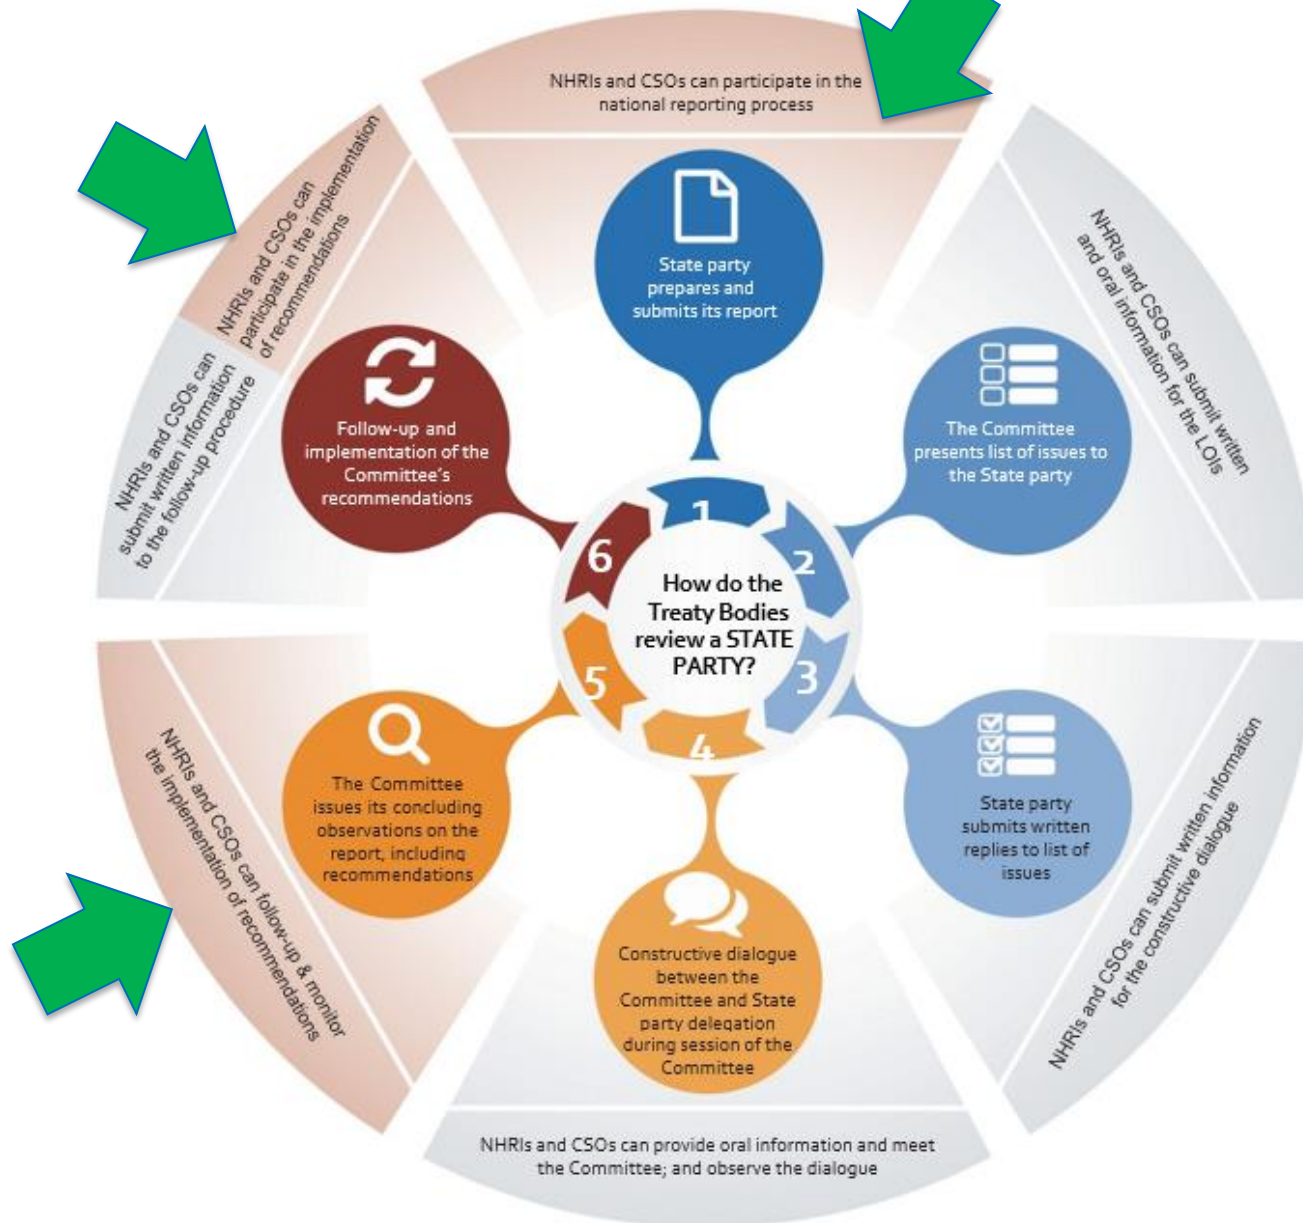 NHRIs and CSOs can participate in the
national reporting process
State party
prepares and
submits its report
NHRIs and CSOs can submit written
and oral information for the LOIs
The Committee
presents list of issues to
the State party
NHRIs and CSOs can submit written information
for the constructive dialogue
State party
submits written
replies to list of
issues
Constructive dialogue
between the
Committee and State
party delegation
during session of the
Committee
NHRIs and CSOs can provide oral information and meet
the Committee; and observe the dialogue
The Committee
issues its concluding
observations on the
report, including
recommendations
NHRIs and CSOs can follow-up & monitor
the implementation of recommendations
Follow-up and
implementation of the
Committee's
recommendations
NHRIs and CSOs can
submit written information
to the follow-up procedure
NHRIs and CSOs can
participate in the implementation
of recommendations
1
2
3
4
5
6
How do the
Treaty Bodies
review a STATE
PARTY?